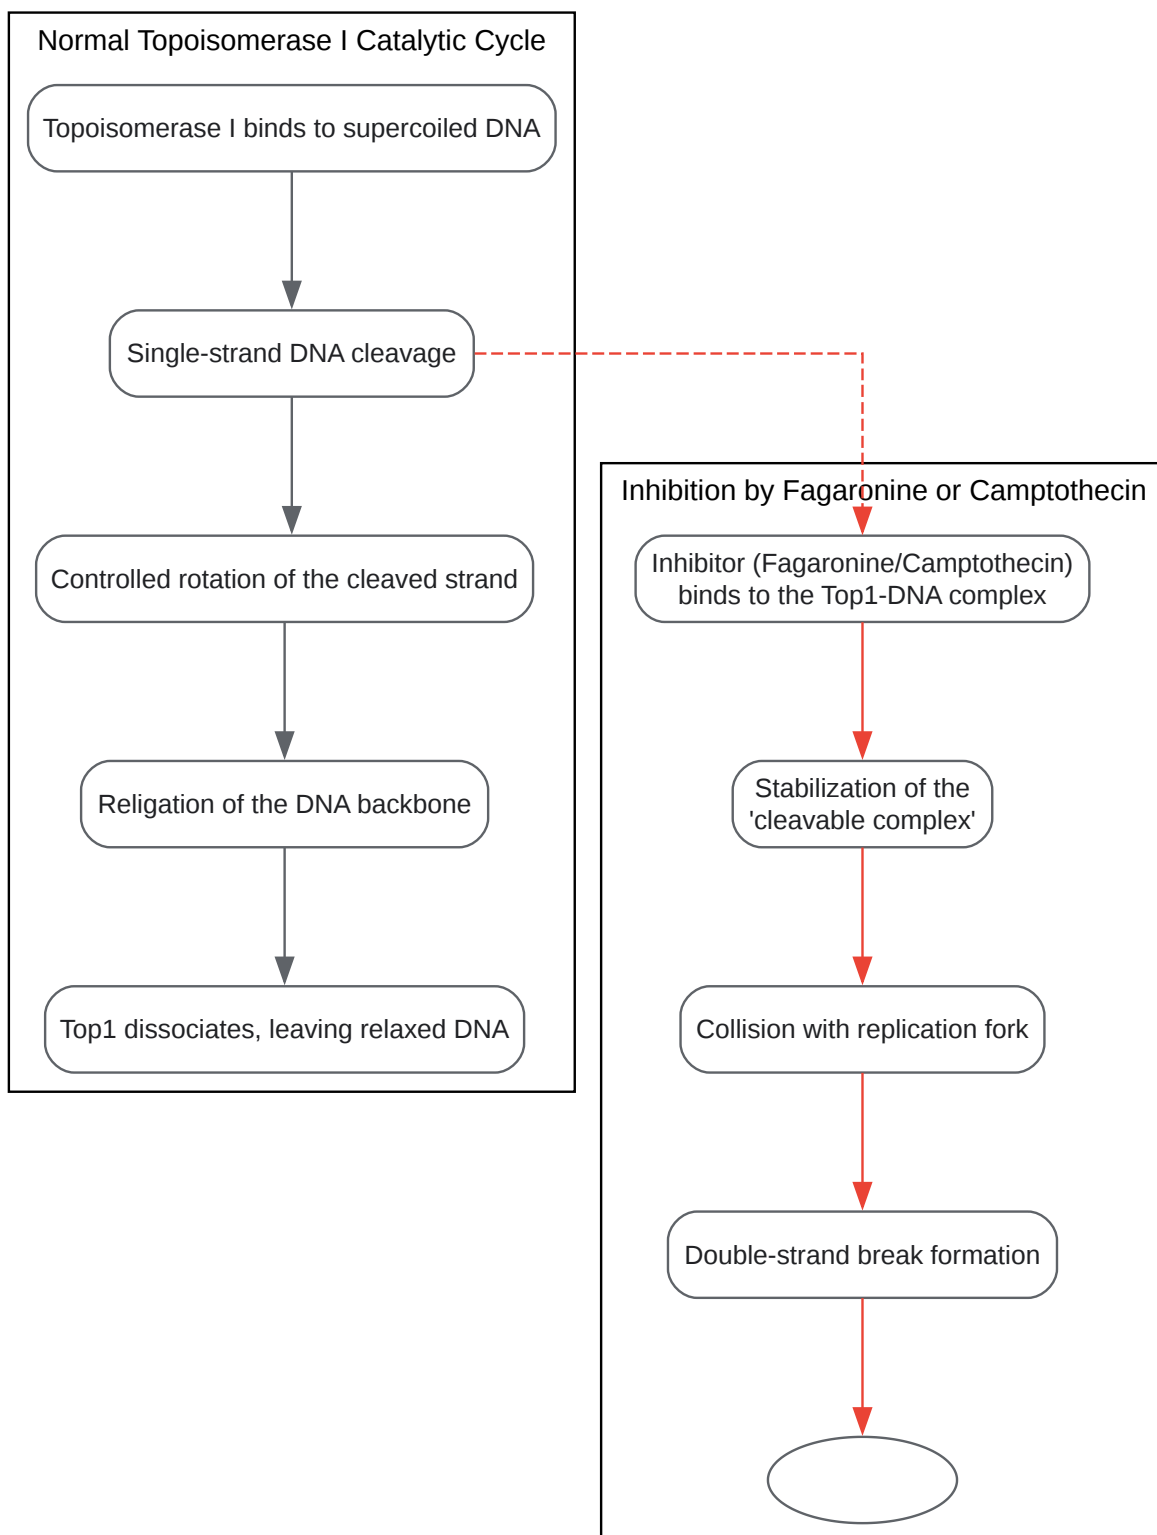 Normal Topoisomerase I Catalytic Cycle
Topoisomerase I binds to supercoiled DNA
Single-strand DNA cleavage
Controlled rotation of the cleaved strand
Religation of the DNA backbone
Top1 dissociates, leaving relaxed DNA
Inhibition by Fagaronine or Camptothecin
Inhibitor (Fagaronine/Camptothecin)
binds to the Top1-DNA complex
Stabilization of the
'cleavable complex'
Collision with replication fork
Double-strand break formation